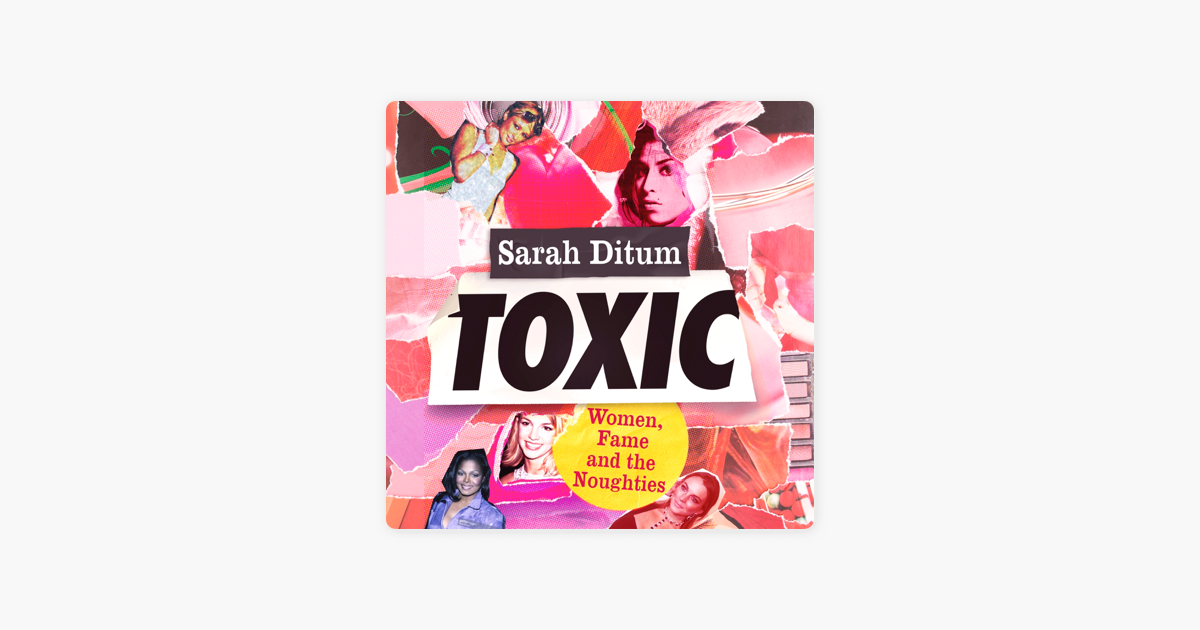 Sarah Ditum
TOXIC
Women,
Fame
and the
Noughties